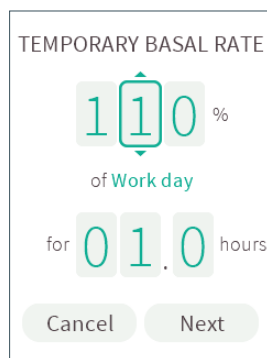 TEMPORARY BASAL RATE
110 %
of Work day
for 01.0 hours
Cancel Next